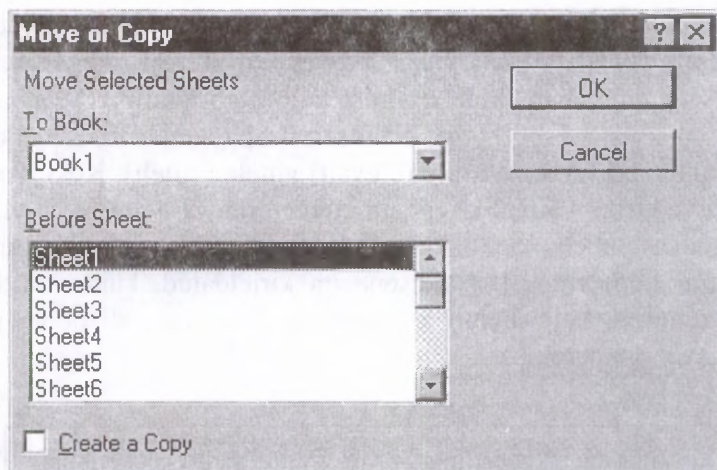 Move or Copy
Move Selected Sheets
OK
To Book:
Book1
Cancel
Before Sheet:
Sheet1
Sheet2
Sheet3
Sheet4
Sheet5
Sheet6
Create a Copy